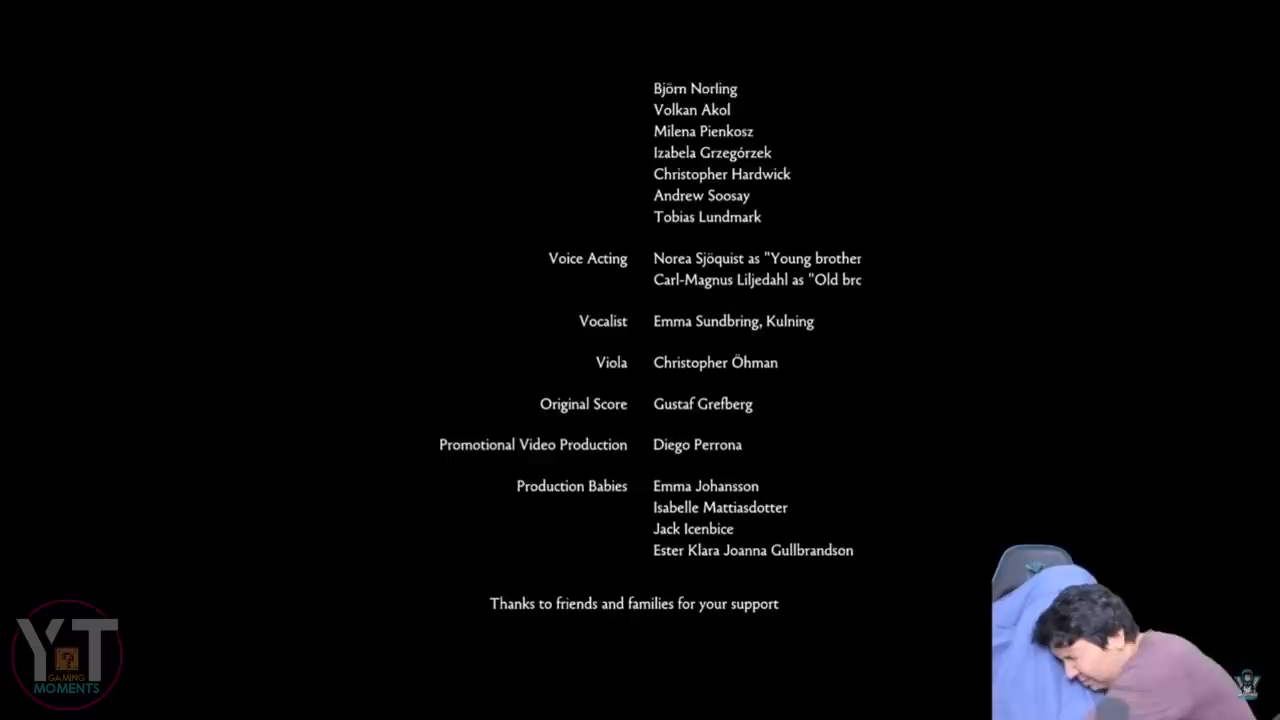 Björn Norling
Volkan Akol
Milena Pienkosz
Izabela Grzegórzek
Christopher Hardwick
Andrew Soosay
Tobias Lundmark
Voice Acting Norea Sjöquist as "Young brother
Carl-Magnus Liljedahl as "Old bro
Vocalist Emma Sundbring, Kulning
Viola Christopher Öhman
Original Score Gustaf Grefberg
Promotional Video Production Diego Perrona
Production Babies Emma Johansson
Isabelle Mattiasdotter
Jack Icenbice
Ester Klara Joanna Gullbrandson
Thanks to friends and families for your support
YT
GAMING
MOMENTS